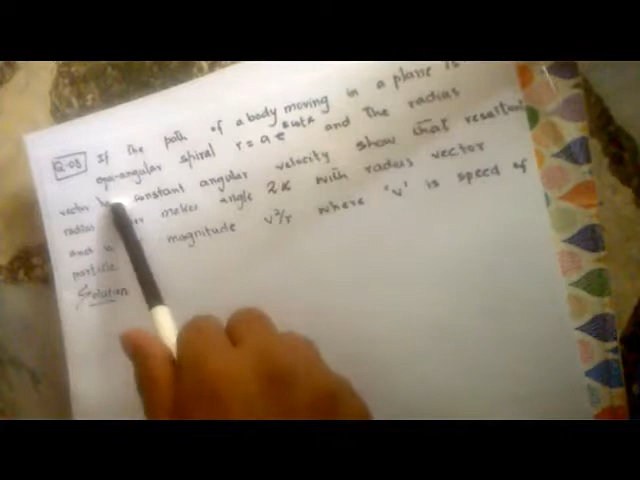 Q-08 If the path of a body moving in a plane is
equi-angular spiral r = a e^θcotα and the radius
vector has constant angular velocity show that resultant
radius makes angle 2α with radius vector
and magnitude v²/r where 'v' is speed of
particle
Solution